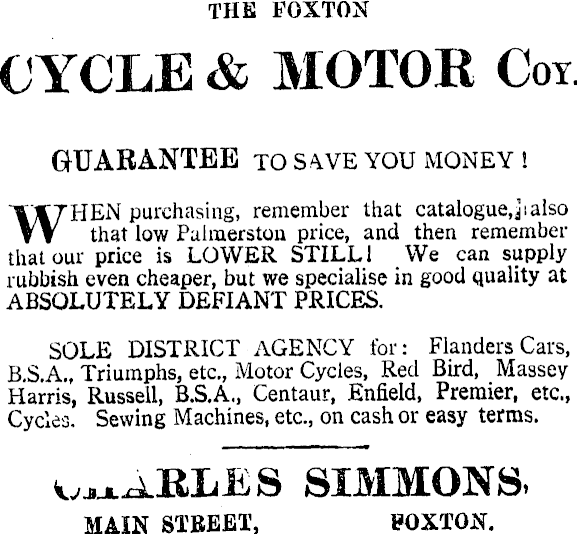 THE FOXTON
CYCLE & MOTOR COY.
GUARANTEE TO SAVE YOU MONEY!
WHEN purchasing, remember that catalogue, also
that low Palmerston price, and then remember
that our price is LOWER STILL! We can supply
rubbish even cheaper, but we specialise in good quality at
ABSOLUTELY DEFIANT PRICES.
SOLE DISTRICT AGENCY for: Flanders Cars,
B.S.A., Triumphs, etc., Motor Cycles, Red Bird, Massey
Harris, Russell, B.S.A., Centaur, Enfield, Premier, etc.,
Cycles. Sewing Machines, etc., on cash or easy terms.
CHARLES SIMMONS,
MAIN STREET, FOXTON.